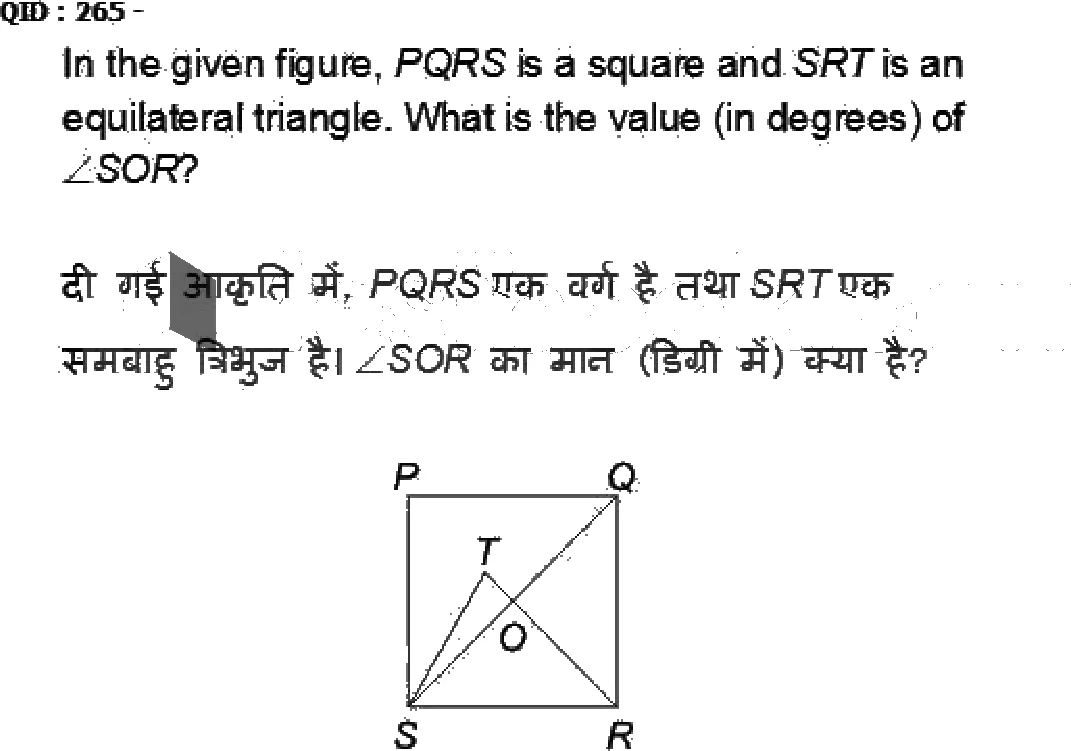 QID : 265 -
In the given figure, PQRS is a square and SRT is an
equilateral triangle. What is the value (in degrees) of
∠SOR?
दी गई आकृति में, PQRS एक वर्ग है तथा SRT एक
समबाहु त्रिभुज है। ∠SOR का मान (डिग्री में) क्या है?
P Q
T
O
S R